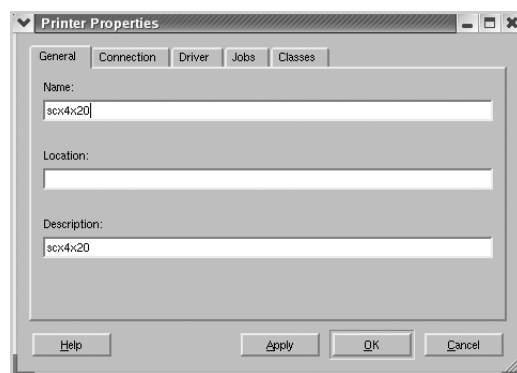 Printer Properties
General Connection Driver Jobs Classes
Name:
scx4x20
Location:
Description:
scx4x20
Help Apply OK Cancel